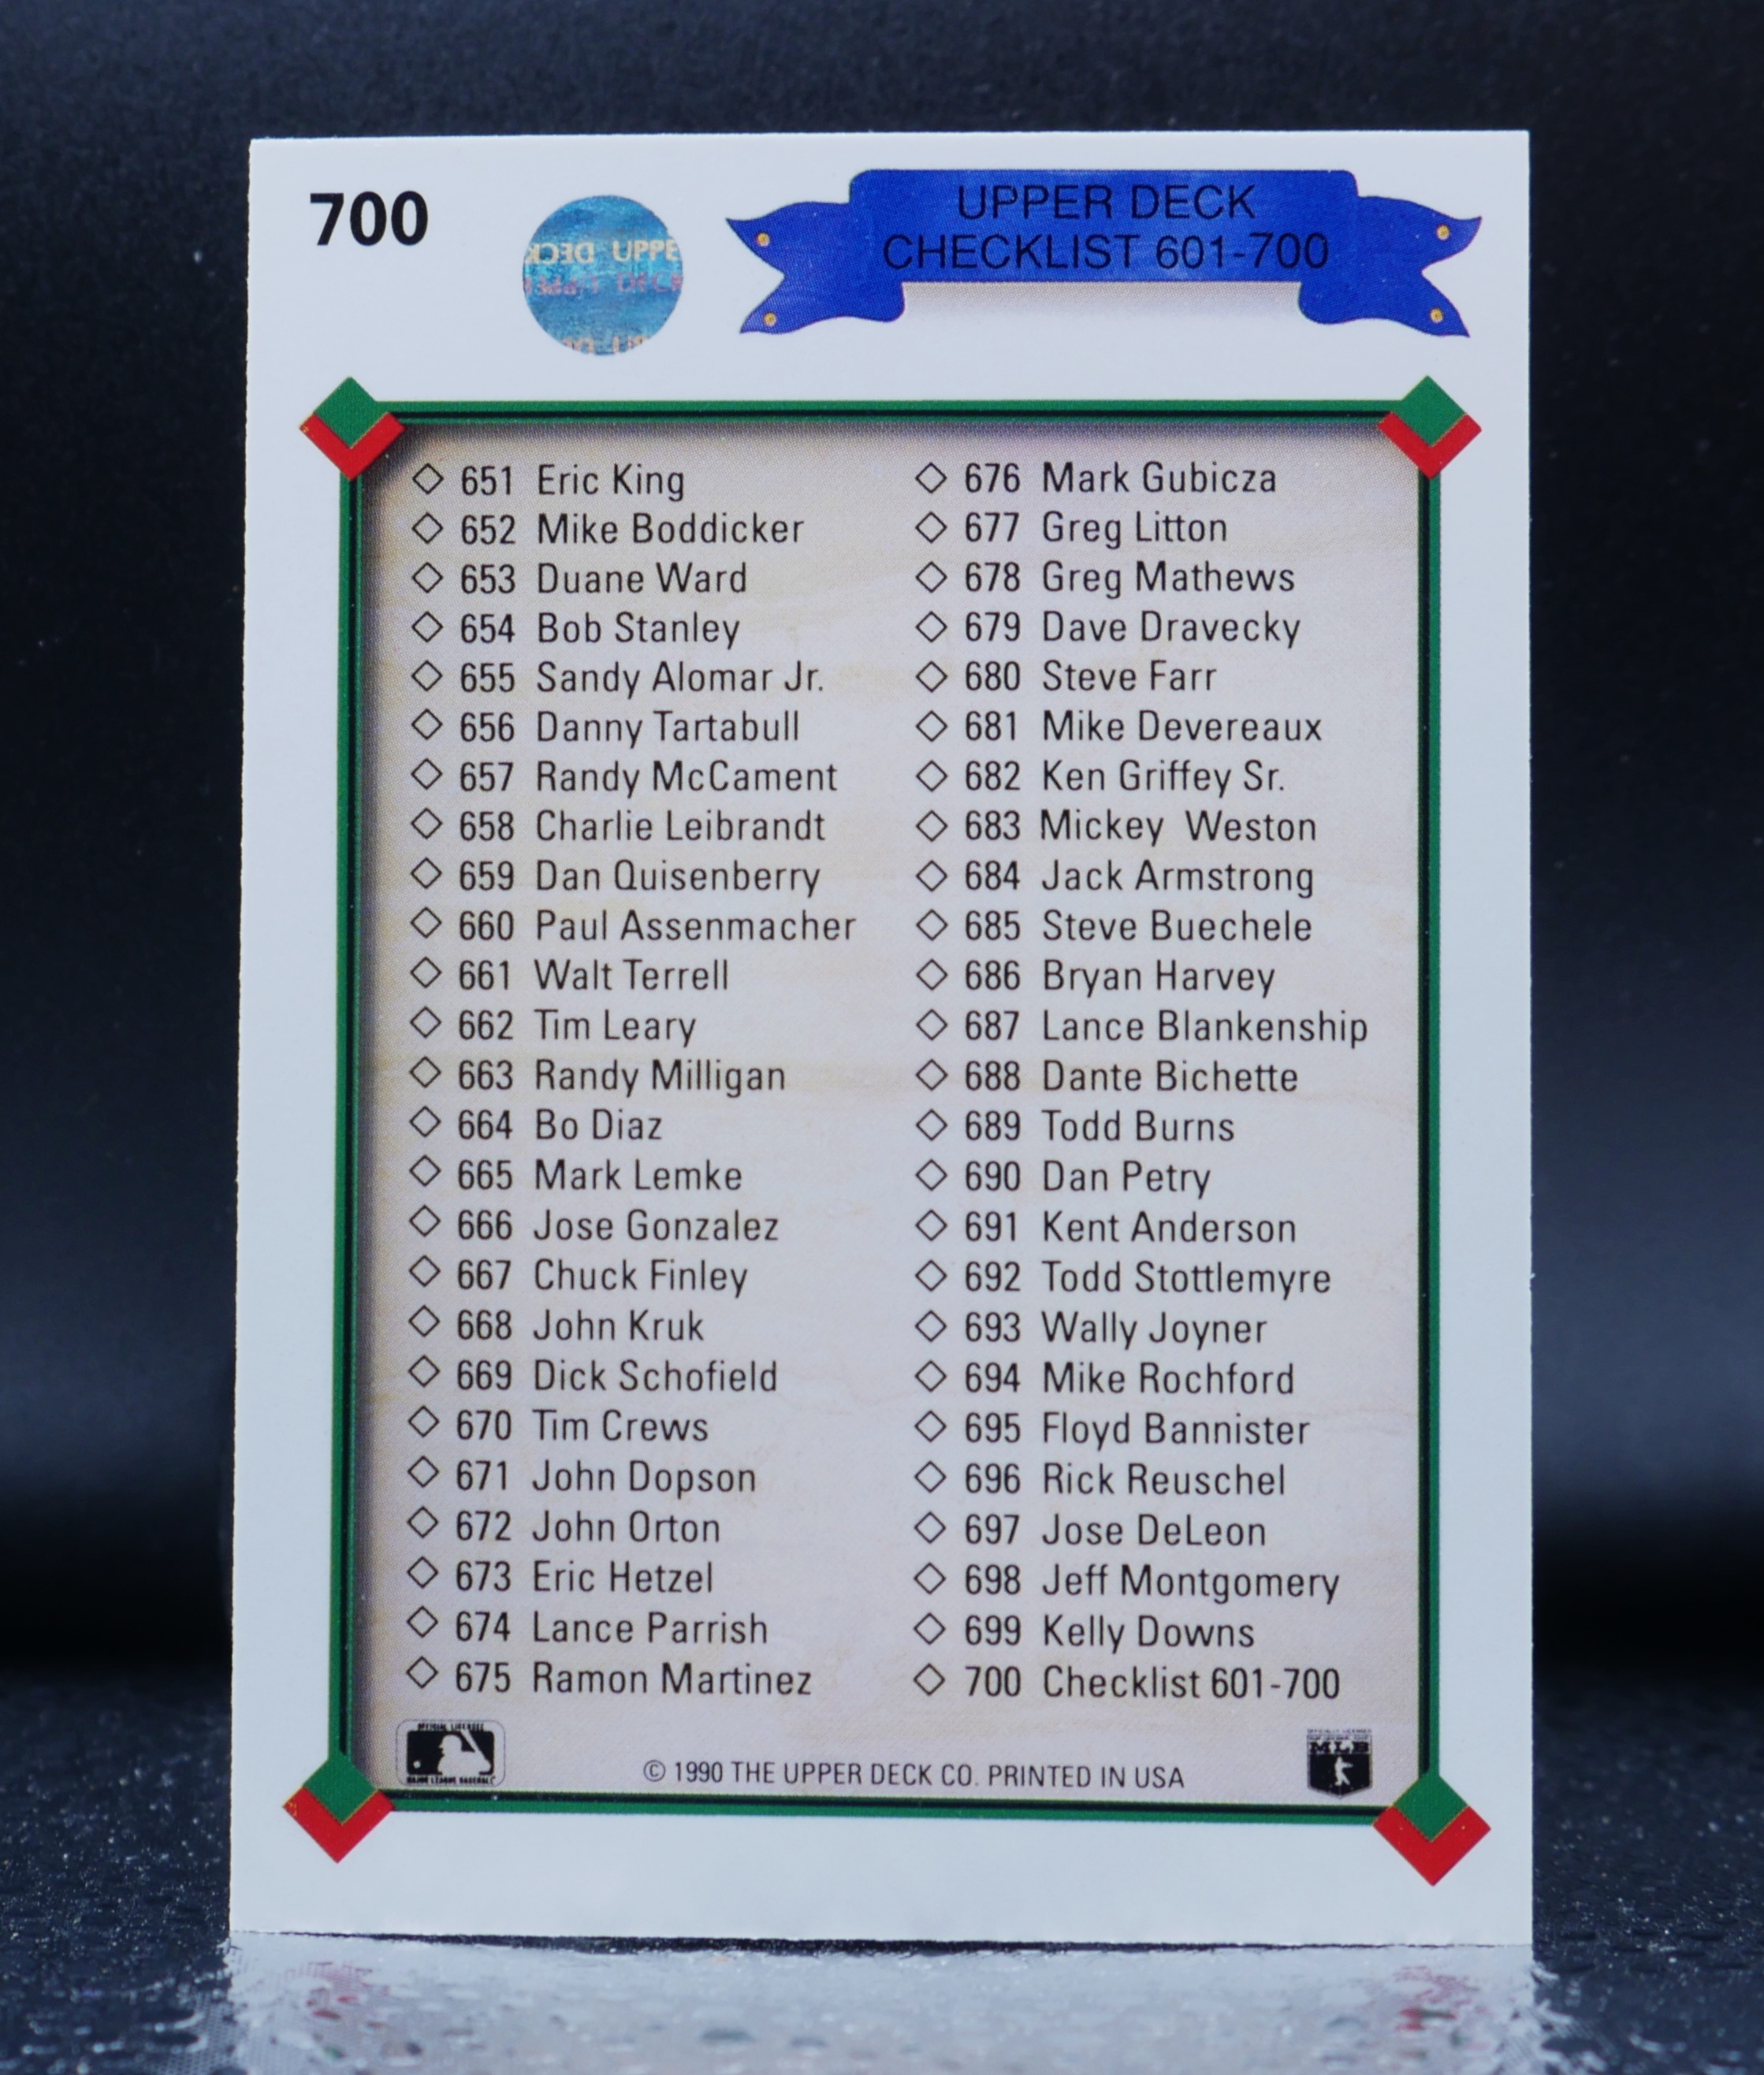 700
UPPER DECK
CHECKLIST 601-700
651 Eric King
652 Mike Boddicker
653 Duane Ward
654 Bob Stanley
655 Sandy Alomar Jr.
656 Danny Tartabull
657 Randy McCament
658 Charlie Leibrandt
659 Dan Quisenberry
660 Paul Assenmacher
661 Walt Terrell
662 Tim Leary
663 Randy Milligan
664 Bo Diaz
665 Mark Lemke
666 Jose Gonzalez
667 Chuck Finley
668 John Kruk
669 Dick Schofield
670 Tim Crews
671 John Dopson
672 John Orton
673 Eric Hetzel
674 Lance Parrish
675 Ramon Martinez
676 Mark Gubicza
677 Greg Litton
678 Greg Mathews
679 Dave Dravecky
680 Steve Farr
681 Mike Devereaux
682 Ken Griffey Sr.
683 Mickey Weston
684 Jack Armstrong
685 Steve Buechele
686 Bryan Harvey
687 Lance Blankenship
688 Dante Bichette
689 Todd Burns
690 Dan Petry
691 Kent Anderson
692 Todd Stottlemyre
693 Wally Joyner
694 Mike Rochford
695 Floyd Bannister
696 Rick Reuschel
697 Jose DeLeon
698 Jeff Montgomery
699 Kelly Downs
700 Checklist 601-700
© 1990 THE UPPER DECK CO. PRINTED IN USA
MLB